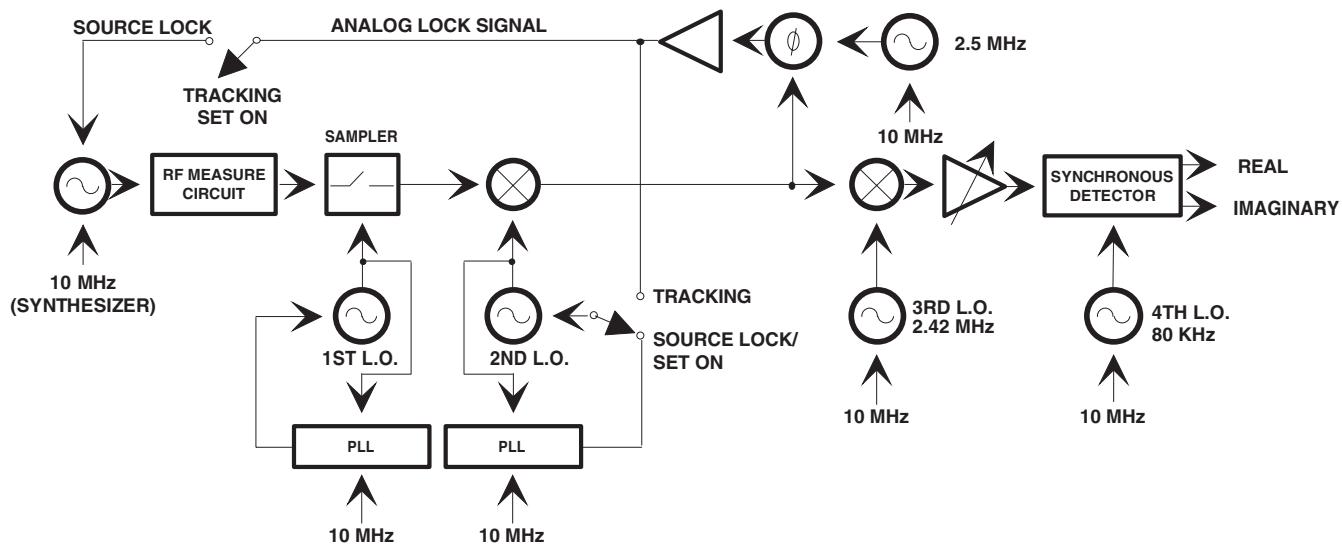 SOURCE LOCK
ANALOG LOCK SIGNAL
TRACKING
SET ON
ϕ
2.5 MHz
10 MHz
SAMPLER
RF MEASURE
CIRCUIT
SYNCHRONOUS
DETECTOR
REAL
IMAGINARY
10 MHz
(SYNTHESIZER)
1ST L.O.
2ND L.O.
TRACKING
SOURCE LOCK/
SET ON
3RD L.O.
2.42 MHz
4TH L.O.
80 KHz
10 MHz
10 MHz
PLL
PLL
10 MHz
10 MHz